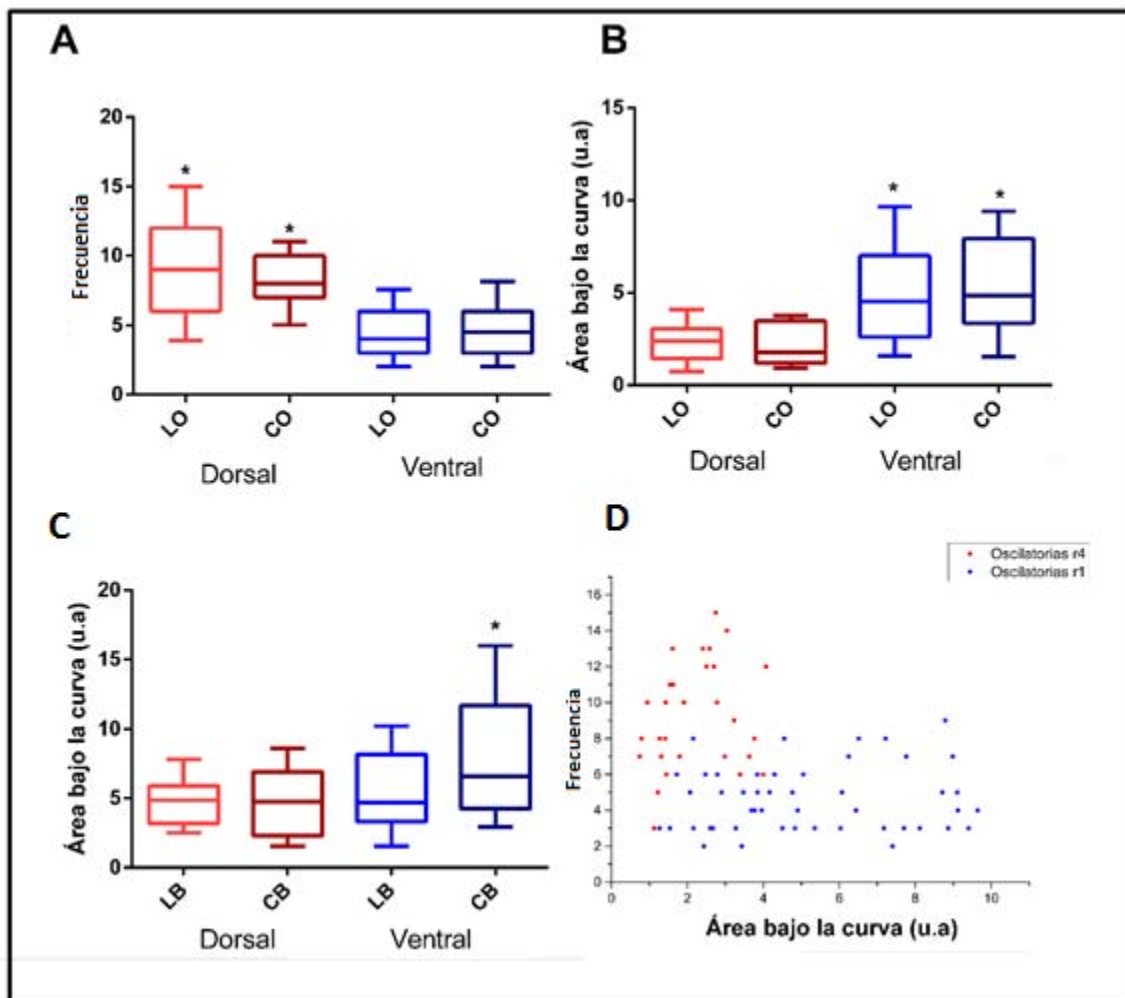 A
Frecuencia
20
15
10
5
0
*
*
LO
CO
LO
CO
Dorsal
Ventral
B
Área bajo la curva (u.a)
15
10
5
0
*
*
LO
CO
LO
CO
Dorsal
Ventral
C
Área bajo la curva (u.a)
20
15
10
5
0
*
LB
CB
LB
CB
Dorsal
Ventral
D
Oscilatorias r4
Oscilatorias r1
Frecuencia
16
14
12
10
8
6
4
2
0
0
2
4
6
8
10
Área bajo la curva (u.a)